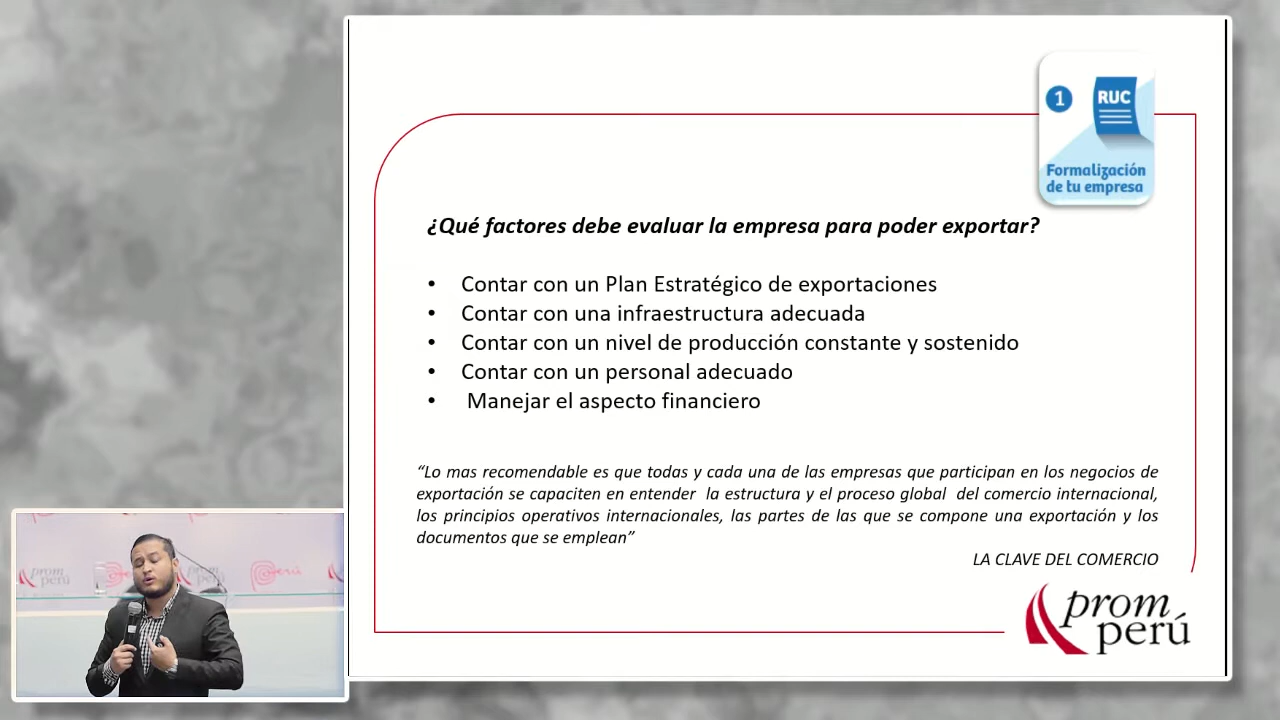 1
RUC
Formalización
de tu empresa
¿Qué factores debe evaluar la empresa para poder exportar?
• Contar con un Plan Estratégico de exportaciones
• Contar con una infraestructura adecuada
• Contar con un nivel de producción constante y sostenido
• Contar con un personal adecuado
• Manejar el aspecto financiero
“Lo mas recomendable es que todas y cada una de las empresas que participan en los negocios de
exportación se capaciten en entender la estructura y el proceso global del comercio internacional,
los principios operativos internacionales, las partes de las que se compone una exportación y los
documentos que se emplean”
LA CLAVE DEL COMERCIO
prom
perú
prom
perú
perú